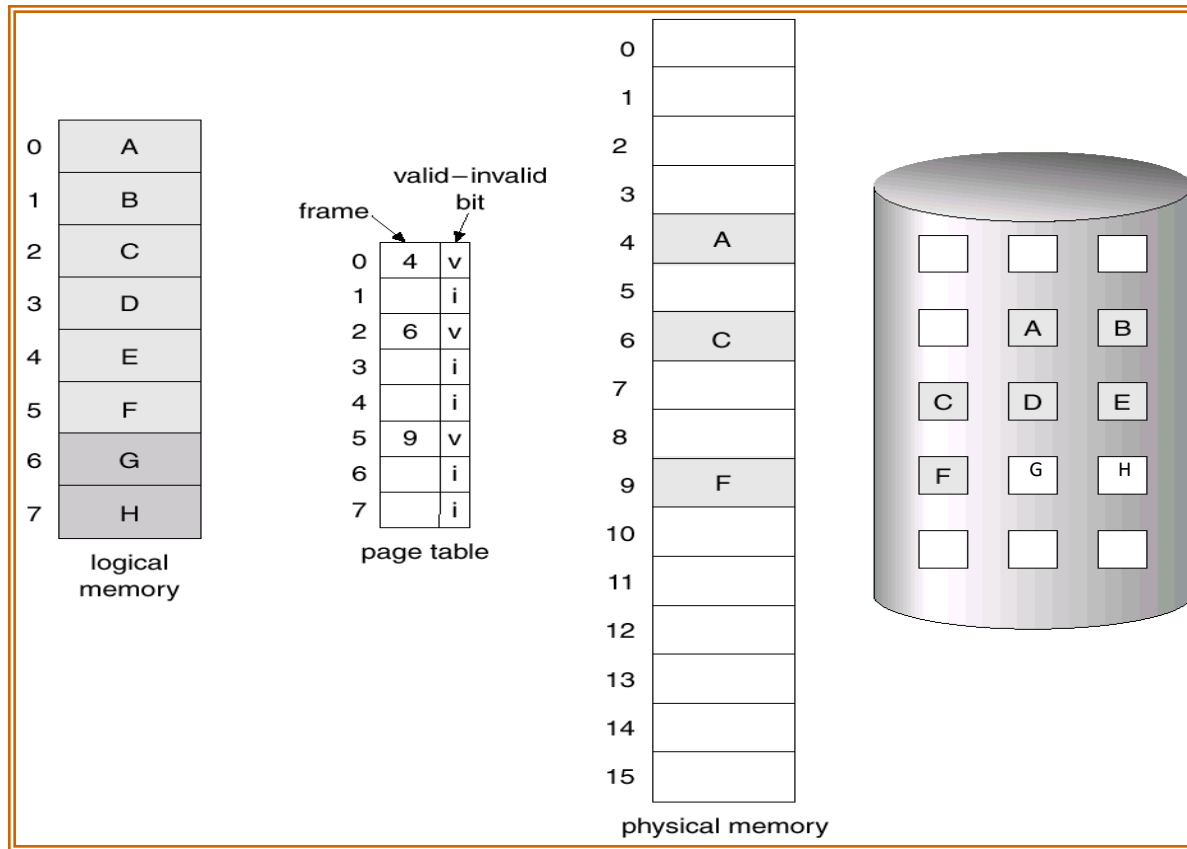 0 A
1 B
2 C
3 D
4 E
5 F
6 G
7 H
logical
memory
valid–invalid
bit
frame
0 4 v
1 i
2 6 v
3 i
4 i
5 9 v
6 i
7 i
page table
0
1
2
3
4 A
5
6 C
7
8
9 F
10
11
12
13
14
15
physical memory
A B
C D E
F G H